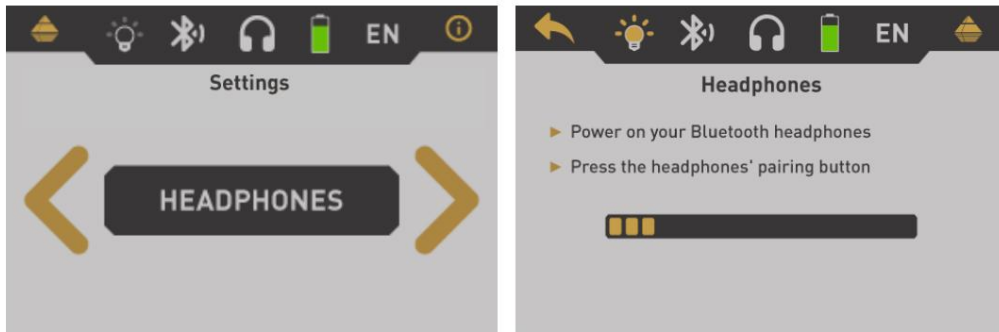 EN
Settings
HEADPHONES
EN
Headphones
Power on your Bluetooth headphones
Press the headphones' pairing button